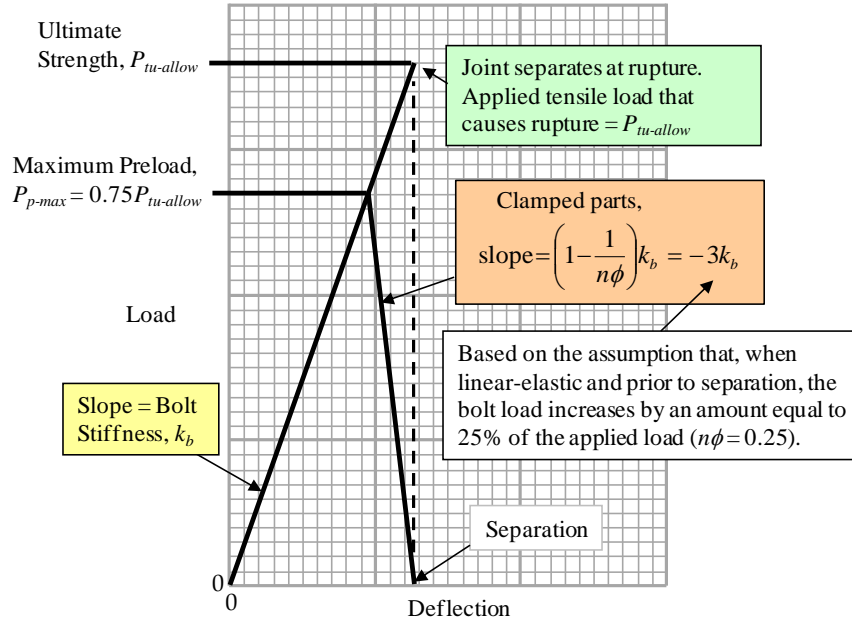 Ultimate
Strength, P_tu-allow
Joint separates at rupture.
Applied tensile load that
causes rupture = P_tu-allow
Maximum Preload,
P_p-max = 0.75P_tu-allow
Clamped parts,
slope = (1 − 1/nϕ) k_b = −3k_b
Load
Based on the assumption that, when
linear-elastic and prior to separation, the
bolt load increases by an amount equal to
25% of the applied load (nϕ = 0.25).
Slope = Bolt
Stiffness, k_b
Separation
0
0
Deflection